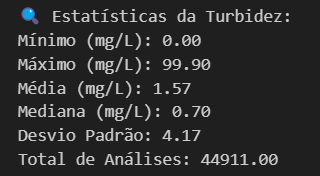 🔍 Estatísticas da Turbidez:
Mínimo (mg/L): 0.00
Máximo (mg/L): 99.90
Média (mg/L): 1.57
Mediana (mg/L): 0.70
Desvio Padrão: 4.17
Total de Análises: 44911.00